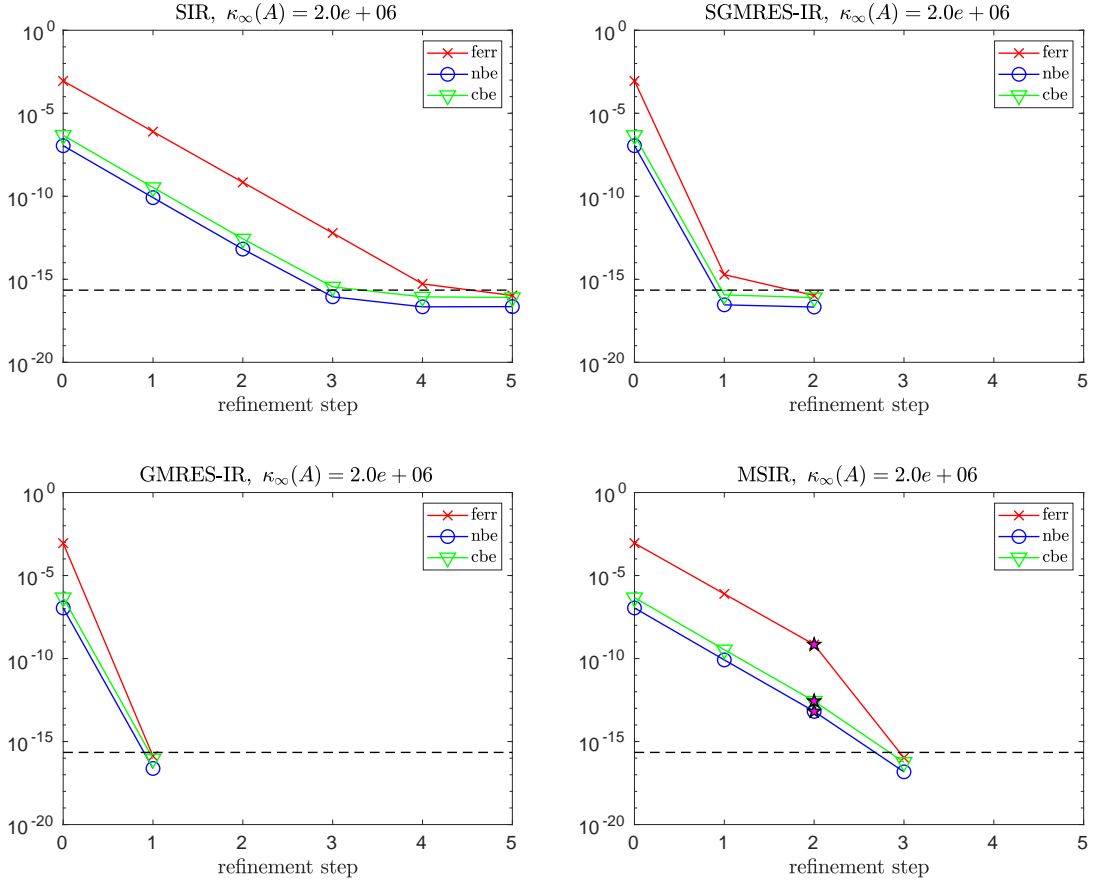 SIR, κ∞(A) = 2.0e + 06
10^0
10^-5
10^-10
10^-15
10^-20
ferr
nbe
cbe
0 1 2 3 4 5
refinement step
SGMRES-IR, κ∞(A) = 2.0e + 06
10^0
10^-5
10^-10
10^-15
10^-20
ferr
nbe
cbe
0 1 2 3 4 5
refinement step
GMRES-IR, κ∞(A) = 2.0e + 06
10^0
10^-5
10^-10
10^-15
10^-20
ferr
nbe
cbe
0 1 2 3 4 5
refinement step
MSIR, κ∞(A) = 2.0e + 06
10^0
10^-5
10^-10
10^-15
10^-20
ferr
nbe
cbe
0 1 2 3 4 5
refinement step